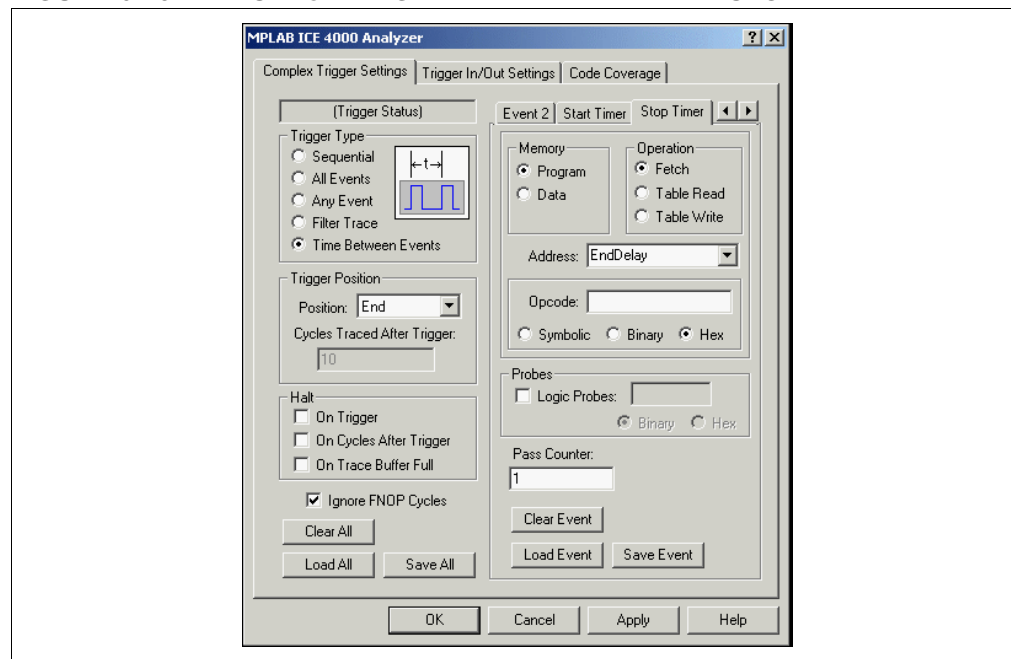 MPLAB ICE 4000 Analyzer
Complex Trigger Settings Trigger In/Out Settings Code Coverage
(Trigger Status)
Trigger Type
Sequential
All Events
Any Event
Filter Trace
Time Between Events
t
Trigger Position
Position: End
Cycles Traced After Trigger:
10
Halt
On Trigger
On Cycles After Trigger
On Trace Buffer Full
Ignore FNOP Cycles
Clear All
Load All Save All
Event 2 Start Timer Stop Timer
Memory
Program
Data
Operation
Fetch
Table Read
Table Write
Address: EndDelay
Opcode:
Symbolic Binary Hex
Probes
Logic Probes:
Binary Hex
Pass Counter:
1
Clear Event
Load Event Save Event
OK Cancel Apply Help